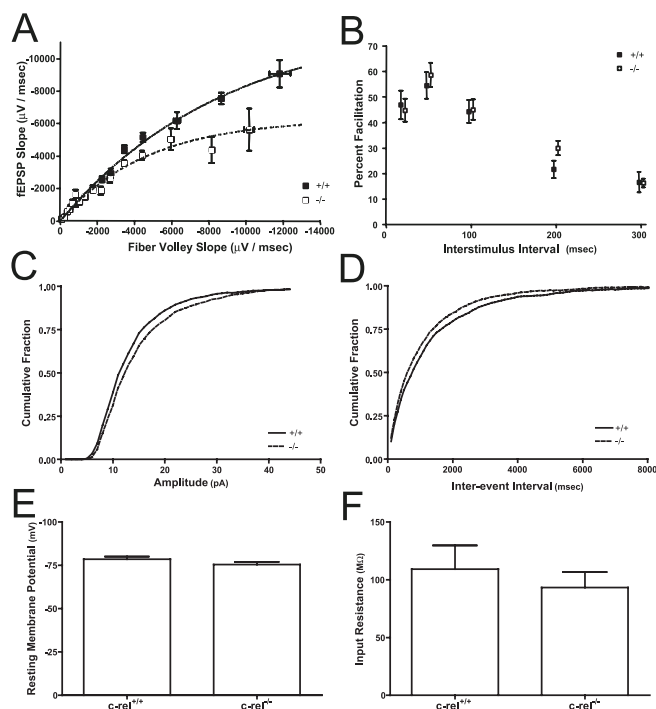 A
fEPSP Slope (µV / msec)
-10000
-8000
-6000
-4000
-2000
0
0 -2000 -4000 -6000 -8000 -10000 -12000 -14000
Fiber Volley Slope (µV / msec)
+/+
-/-
B
Percent Facilitation
70
60
50
40
30
20
10
0
0 100 200 300
Interstimulus Interval (msec)
+/+
-/-
C
Cumulative Fraction
1.00
0.75
0.50
0.25
0.00
0 10 20 30 40 50
Amplitude (pA)
+/+
-/-
D
Cumulative Fraction
1.00
0.75
0.50
0.25
0.00
0 2000 4000 6000 8000
Inter-event Interval (msec)
+/+
-/-
E
Resting Membrane Potential (mV)
-100
-75
-50
-25
0
c-rel+/+ c-rel-/-
F
Input Resistance (MΩ)
150
100
50
0
c-rel+/+ c-rel-/-